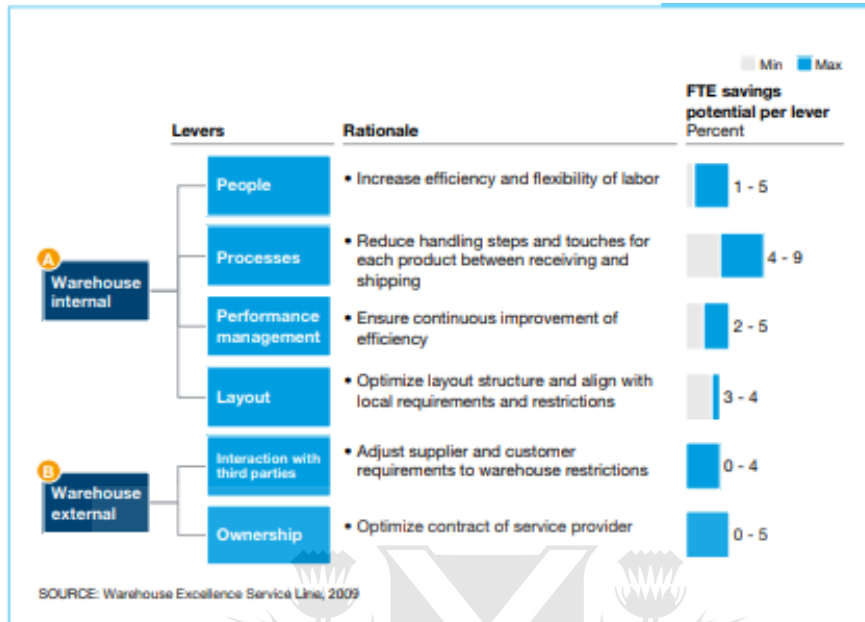 Min Max
FTE savings
potential per lever
Levers Rationale Percent
People • Increase efficiency and flexibility of labor 1 - 5
A
Warehouse
internal
Processes • Reduce handling steps and touches for
each product between receiving and
shipping
4 - 9
Performance
management
• Ensure continuous improvement of
efficiency
2 - 5
Layout • Optimize layout structure and align with
local requirements and restrictions
3 - 4
B
Warehouse
external
Interaction with
third parties
• Adjust supplier and customer
requirements to warehouse restrictions
0 - 4
Ownership • Optimize contract of service provider 0 - 5
SOURCE: Warehouse Excellence Service Line, 2009